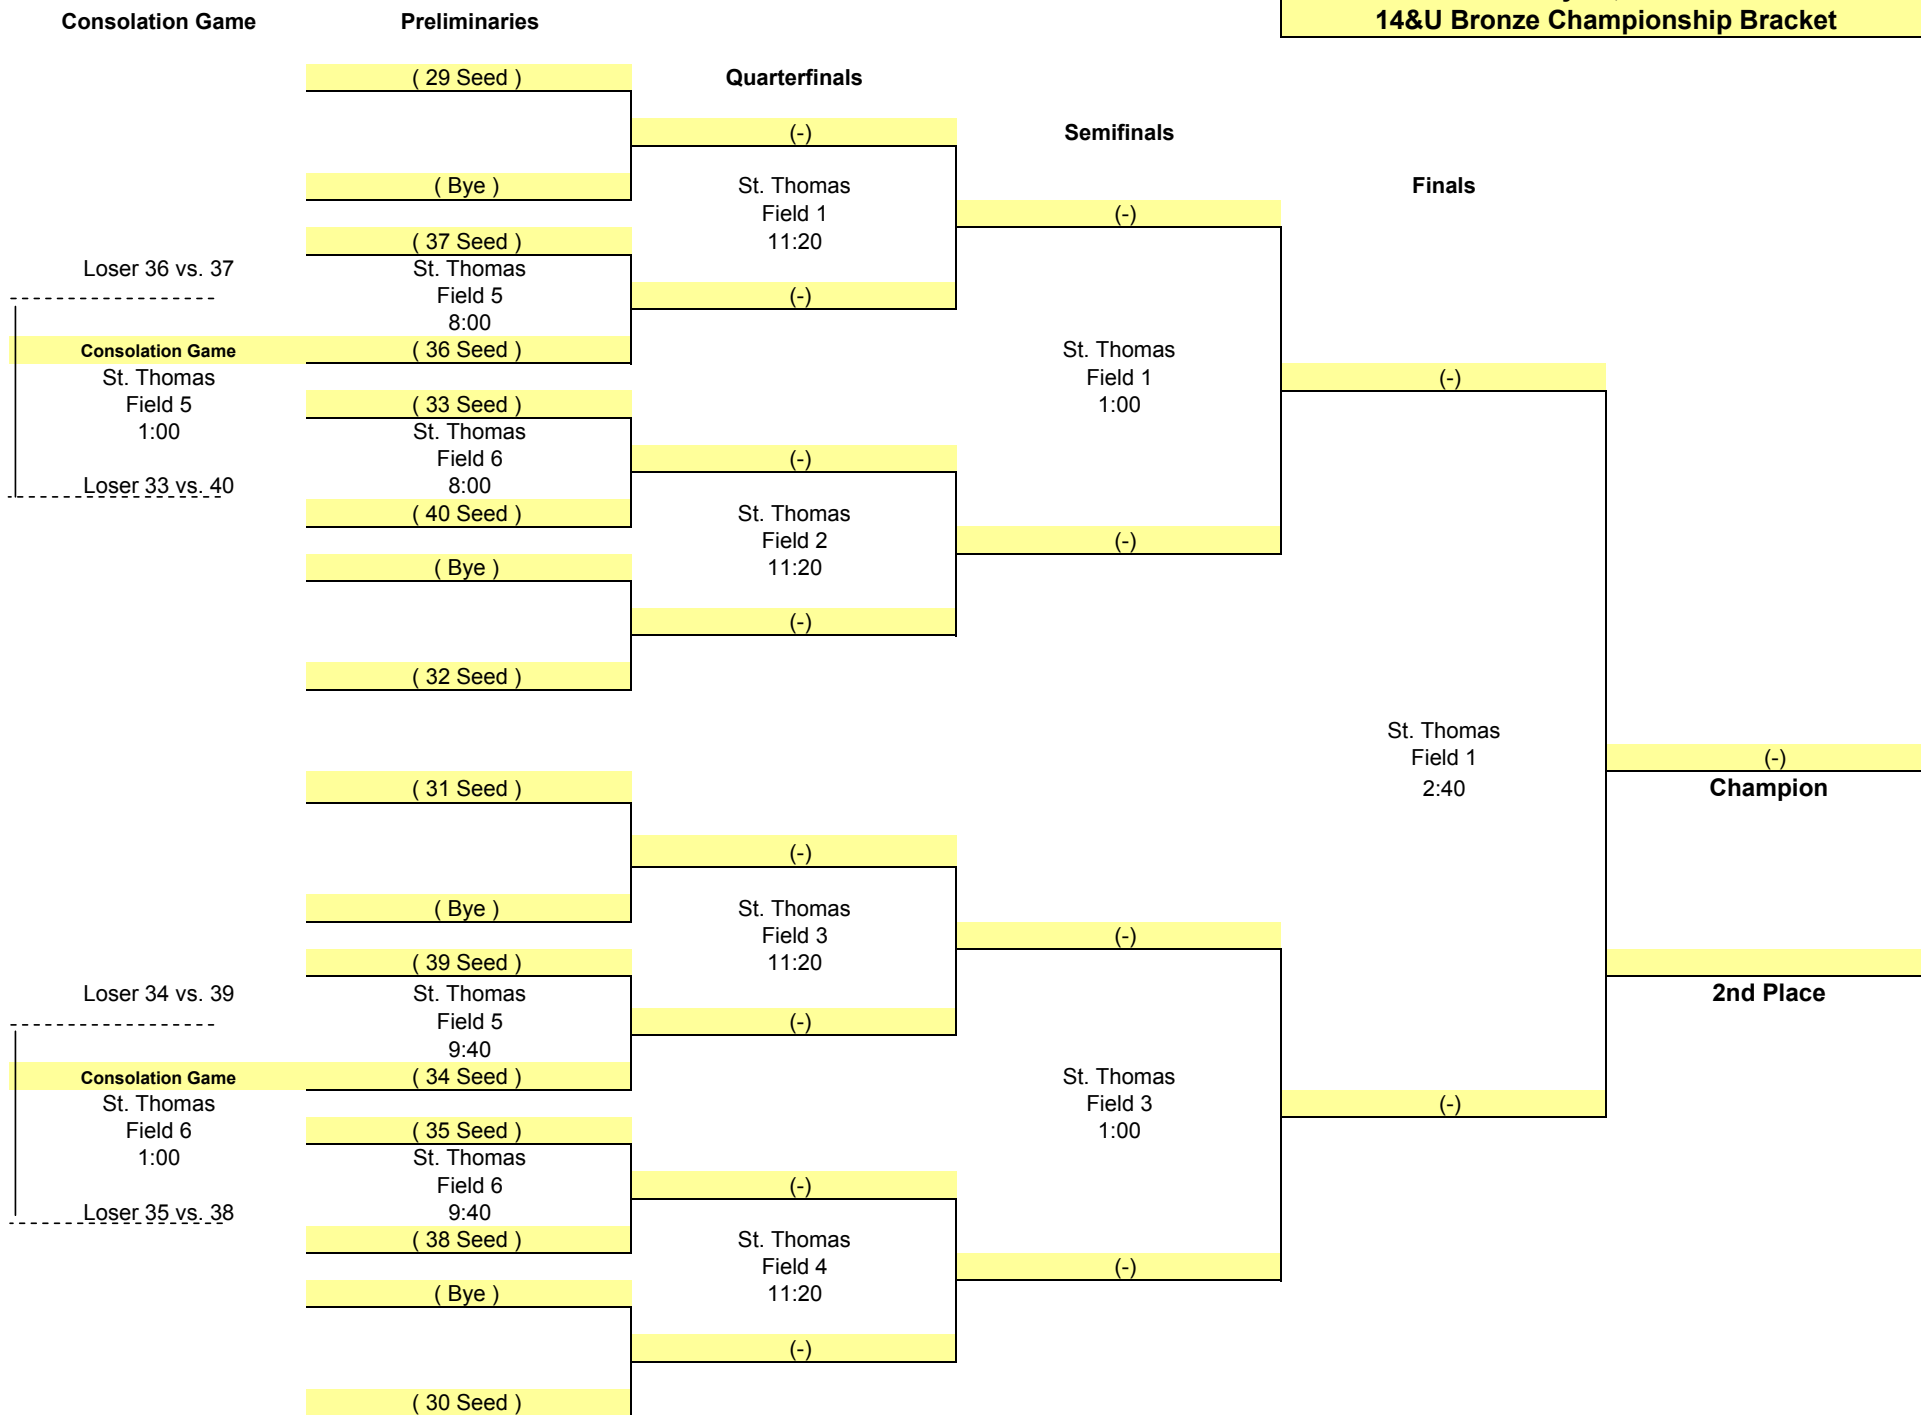 Consolation Game
Preliminaries
14&U Bronze Championship Bracket
( 29 Seed )
Quarterfinals
(-)
Semifinals
( Bye )
St. Thomas
Field 1
11:20
Finals
(-)
( 37 Seed )
Loser 36 vs. 37
St. Thomas
Field 5
8:00
(-)
Consolation Game
( 36 Seed )
St. Thomas
Field 5
1:00
St. Thomas
Field 1
1:00
(-)
( 33 Seed )
St. Thomas
Field 6
8:00
(-)
Loser 33 vs. 40
( 40 Seed )
St. Thomas
Field 2
11:20
(-)
( Bye )
(-)
( 32 Seed )
St. Thomas
Field 1
2:40
(-)
Champion
( 31 Seed )
(-)
( Bye )
St. Thomas
Field 3
11:20
(-)
( 39 Seed )
Loser 34 vs. 39
St. Thomas
Field 5
9:40
(-)
2nd Place
Consolation Game
( 34 Seed )
St. Thomas
Field 6
1:00
St. Thomas
Field 3
1:00
(-)
( 35 Seed )
St. Thomas
Field 6
9:40
(-)
Loser 35 vs. 38
( 38 Seed )
St. Thomas
Field 4
11:20
(-)
( Bye )
(-)
( 30 Seed )